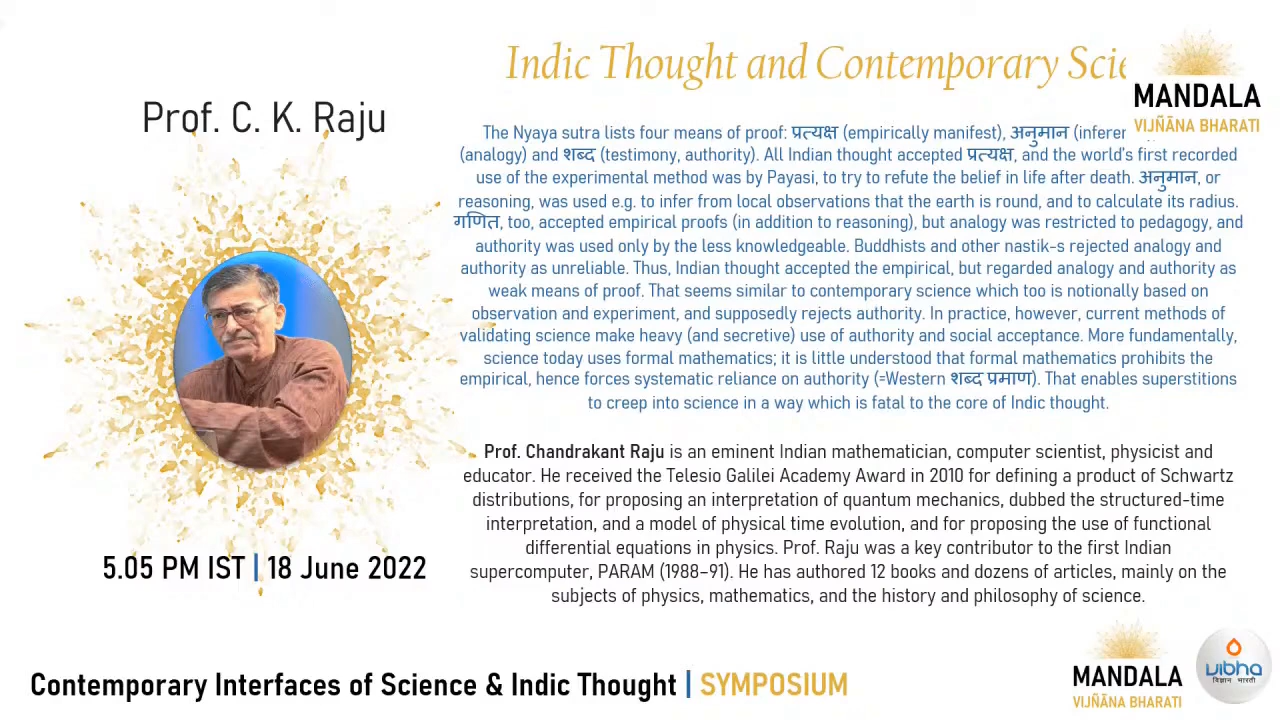 Indic Thought and Contemporary Scie
MANDALA
VIJÑĀNA BHARATI
Prof. C. K. Raju
The Nyaya sutra lists four means of proof: प्रत्यक्ष (empirically manifest), अनुमान (inferen
(analogy) and शब्द (testimony, authority). All Indian thought accepted प्रत्यक्ष, and the world's first recorded
use of the experimental method was by Payasi, to try to refute the belief in life after death. अनुमान, or
reasoning, was used e.g. to infer from local observations that the earth is round, and to calculate its radius.
गणित, too, accepted empirical proofs (in addition to reasoning), but analogy was restricted to pedagogy, and
authority was used only by the less knowledgeable. Buddhists and other nastik-s rejected analogy and
authority as unreliable. Thus, Indian thought accepted the empirical, but regarded analogy and authority as
weak means of proof. That seems similar to contemporary science which too is notionally based on
observation and experiment, and supposedly rejects authority. In practice, however, current methods of
validating science make heavy (and secretive) use of authority and social acceptance. More fundamentally,
science today uses formal mathematics; it is little understood that formal mathematics prohibits the
empirical, hence forces systematic reliance on authority (=Western शब्द प्रमाण). That enables superstitions
to creep into science in a way which is fatal to the core of Indic thought.
Prof. Chandrakant Raju is an eminent Indian mathematician, computer scientist, physicist and
educator. He received the Telesio Galilei Academy Award in 2010 for defining a product of Schwartz
distributions, for proposing an interpretation of quantum mechanics, dubbed the structured-time
interpretation, and a model of physical time evolution, and for proposing the use of functional
differential equations in physics. Prof. Raju was a key contributor to the first Indian
supercomputer, PARAM (1988–91). He has authored 12 books and dozens of articles, mainly on the
subjects of physics, mathematics, and the history and philosophy of science.
5.05 PM IST | 18 June 2022
Contemporary Interfaces of Science & Indic Thought | SYMPOSIUM
MANDALA
VIJÑĀNA BHARATI
vibha
विज्ञान भारती